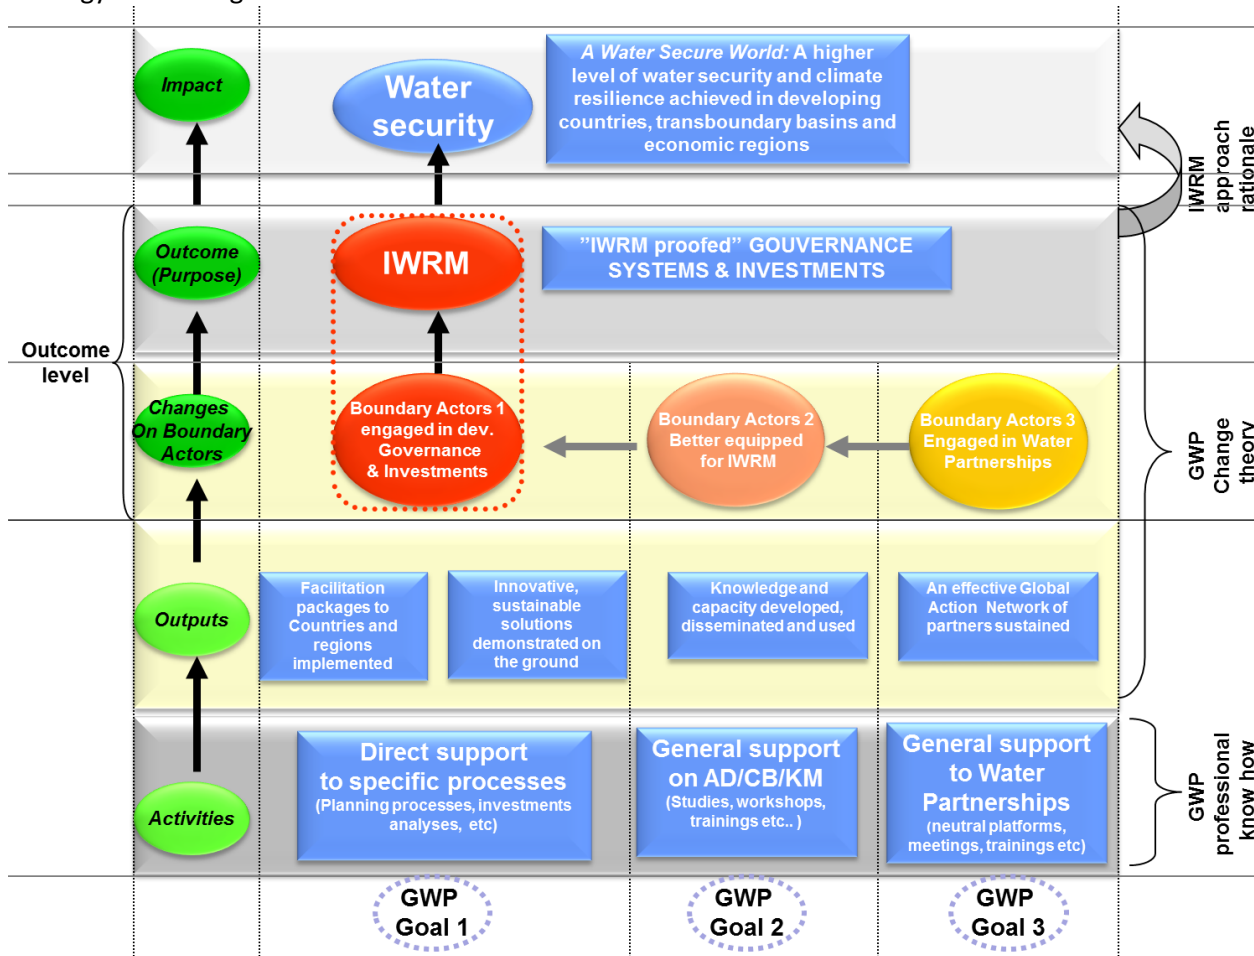 Impact
Water
security
A Water Secure World: A higher
level of water security and climate
resilience achieved in developing
countries, transboundary basins and
economic regions
IWRM
approach
rationale
Outcome
(Purpose)
IWRM
”IWRM proofed” GOUVERNANCE
SYSTEMS & INVESTMENTS
Outcome
level
Changes
On Boundary
Actors
Boundary Actors 1
engaged in dev.
Governance
& Investments
Boundary Actors 2
Better equipped
for IWRM
Boundary Actors 3
Engaged in Water
Partnerships
GWP
Change
theory
Outputs
Facilitation
packages to
Countries and
regions
implemented
Innovative,
sustainable
solutions
demonstrated on
the ground
Knowledge and
capacity developed,
disseminated and used
An effective Global
Action Network of
partners sustained
Activities
Direct support
to specific processes
(Planning processes, investments
analyses, etc)
General support
on AD/CB/KM
(Studies, workshops,
trainings etc.. )
General support
to Water
Partnerships
(neutral platforms,
meetings, trainings etc)
GWP
professional
know how
GWP
Goal 1
GWP
Goal 2
GWP
Goal 3